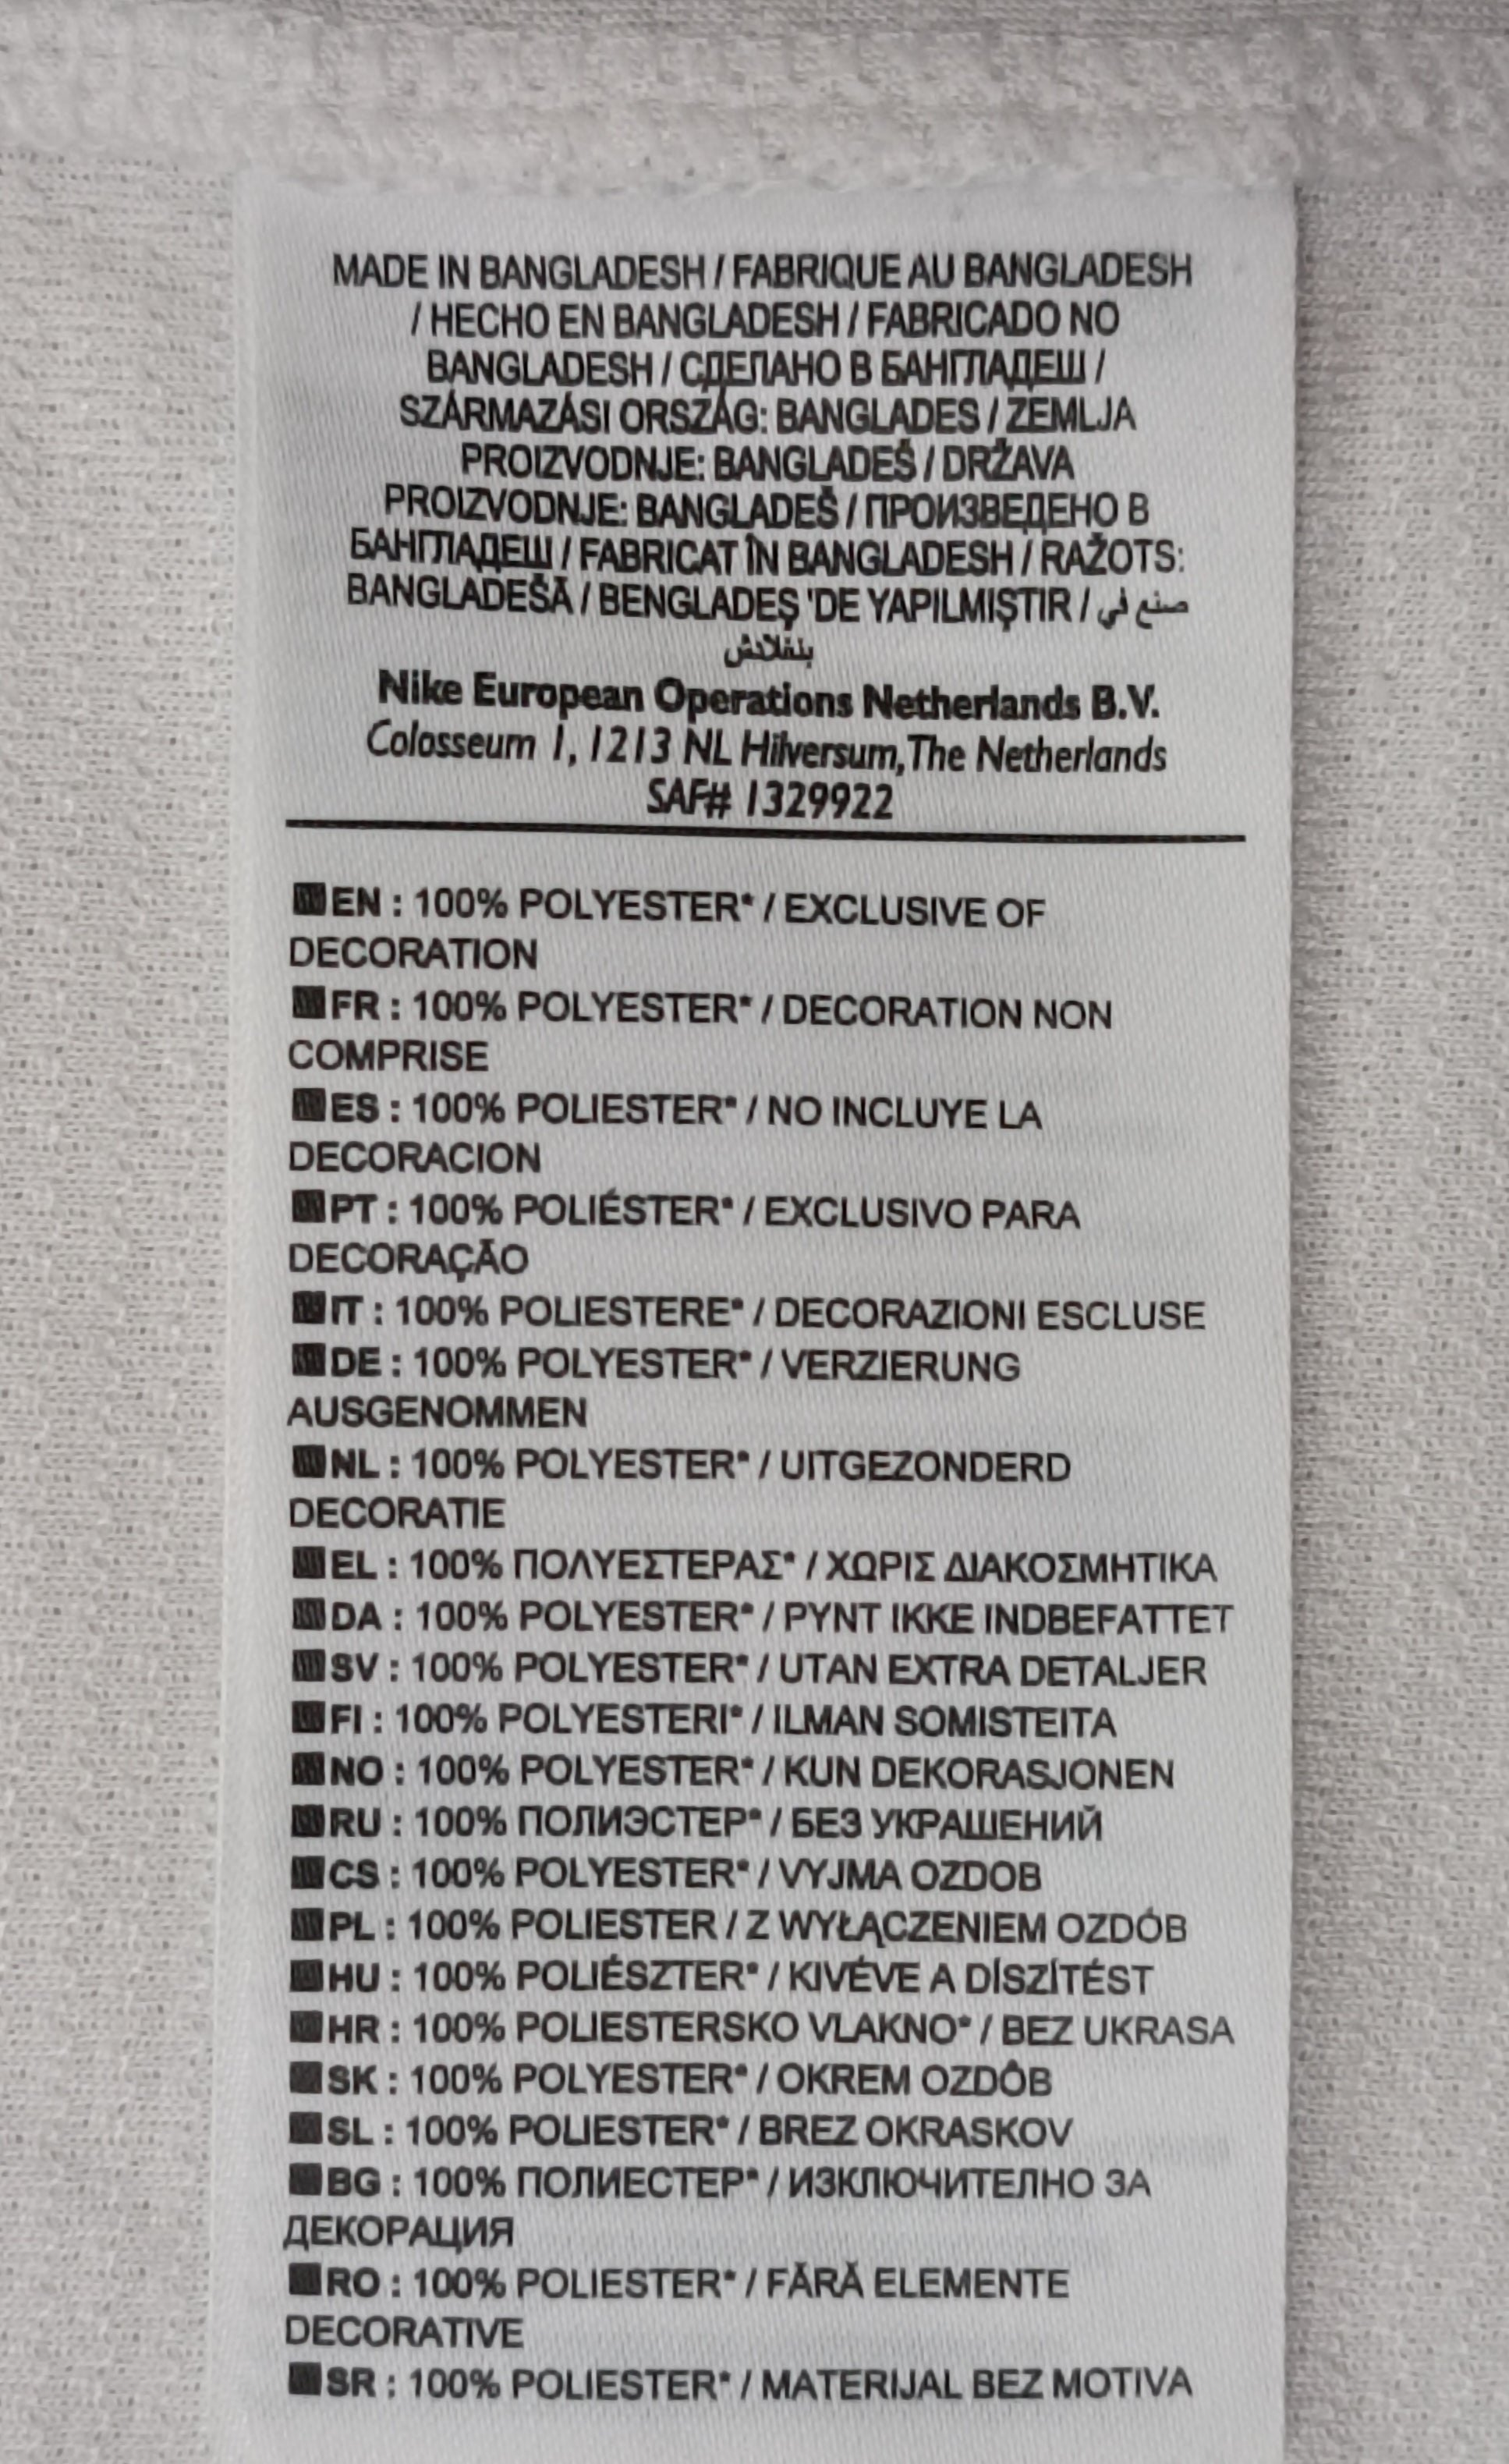 MADE IN BANGLADESH / FABRIQUE AU BANGLADESH
/ HECHO EN BANGLADESH / FABRICADO NO
BANGLADESH / СДЕЛАНО В БАНГЛАДЕШ /
SZÁRMAZÁSI ORSZÁG: BANGLADES / ZEMLJA
PROIZVODNJE: BANGLADEŠ / DRŽAVA
PROIZVODNJE: BANGLADEŠ / ПРОИЗВЕДЕНО В
БАНГЛАДЕШ / FABRICAT ÎN BANGLADESH / RAŽOTS:
BANGLADEŠĀ / BENGLADEŞ 'DE YAPILMIŞTIR / صنع في
بنغلادش
Nike European Operations Netherlands B.V.
Colosseum 1, 1213 NL Hilversum, The Netherlands
SAF# 1329922
EN : 100% POLYESTER* / EXCLUSIVE OF
DECORATION
FR : 100% POLYESTER* / DECORATION NON
COMPRISE
ES : 100% POLIESTER* / NO INCLUYE LA
DECORACION
PT : 100% POLIÉSTER* / EXCLUSIVO PARA
DECORAÇÃO
IT : 100% POLIESTERE* / DECORAZIONI ESCLUSE
DE : 100% POLYESTER* / VERZIERUNG
AUSGENOMMEN
NL : 100% POLYESTER* / UITGEZONDERD
DECORATIE
EL : 100% ΠΟΛΥΕΣΤΕΡΑΣ* / ΧΩΡΙΣ ΔΙΑΚΟΣΜΗΤΙΚΑ
DA : 100% POLYESTER* / PYNT IKKE INDBEFATTET
SV : 100% POLYESTER* / UTAN EXTRA DETALJER
FI : 100% POLYESTERI* / ILMAN SOMISTEITA
NO : 100% POLYESTER* / KUN DEKORASJONEN
RU : 100% ПОЛИЭСТЕР* / БЕЗ УКРАШЕНИЙ
CS : 100% POLYESTER* / VYJMA OZDOB
PL : 100% POLIESTER / Z WYŁĄCZENIEM OZDÓB
HU : 100% POLIÉSZTER* / KIVÉVE A DÍSZÍTÉST
HR : 100% POLIESTERSKO VLAKNO* / BEZ UKRASA
SK : 100% POLYESTER* / OKREM OZDÔB
SL : 100% POLIESTER* / BREZ OKRASKOV
BG : 100% ПОЛИЕСТЕР* / ИЗКЛЮЧИТЕЛНО ЗА
ДЕКОРАЦИЯ
RO : 100% POLIESTER* / FĂRĂ ELEMENTE
DECORATIVE
SR : 100% POLIESTER* / MATERIJAL BEZ MOTIVA